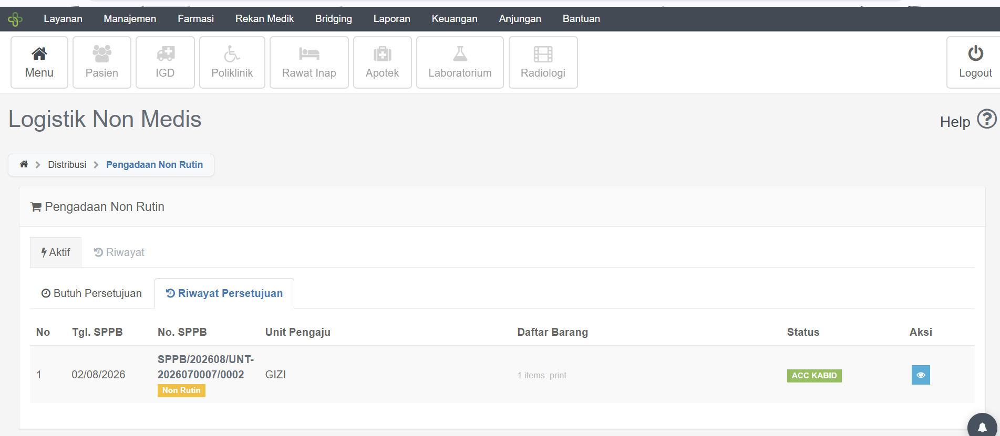 Layanan Manajemen Farmasi Rekan Medik Bridging Laporan Keuangan Anjungan Bantuan
Menu Pasien IGD Poliklinik Rawat Inap Apotek Laboratorium Radiologi Logout
Logistik Non Medis
Help
Distribusi Pengadaan Non Rutin
Pengadaan Non Rutin
Aktif Riwayat
Butuh Persetujuan Riwayat Persetujuan
No Tgl. SPPB No. SPPB Unit Pengaju Daftar Barang Status Aksi
SPPB/202608/UNT-
1 02/08/2026 2026070007/0002 GIZI 1 items: print ACC KABID
Non Rutin